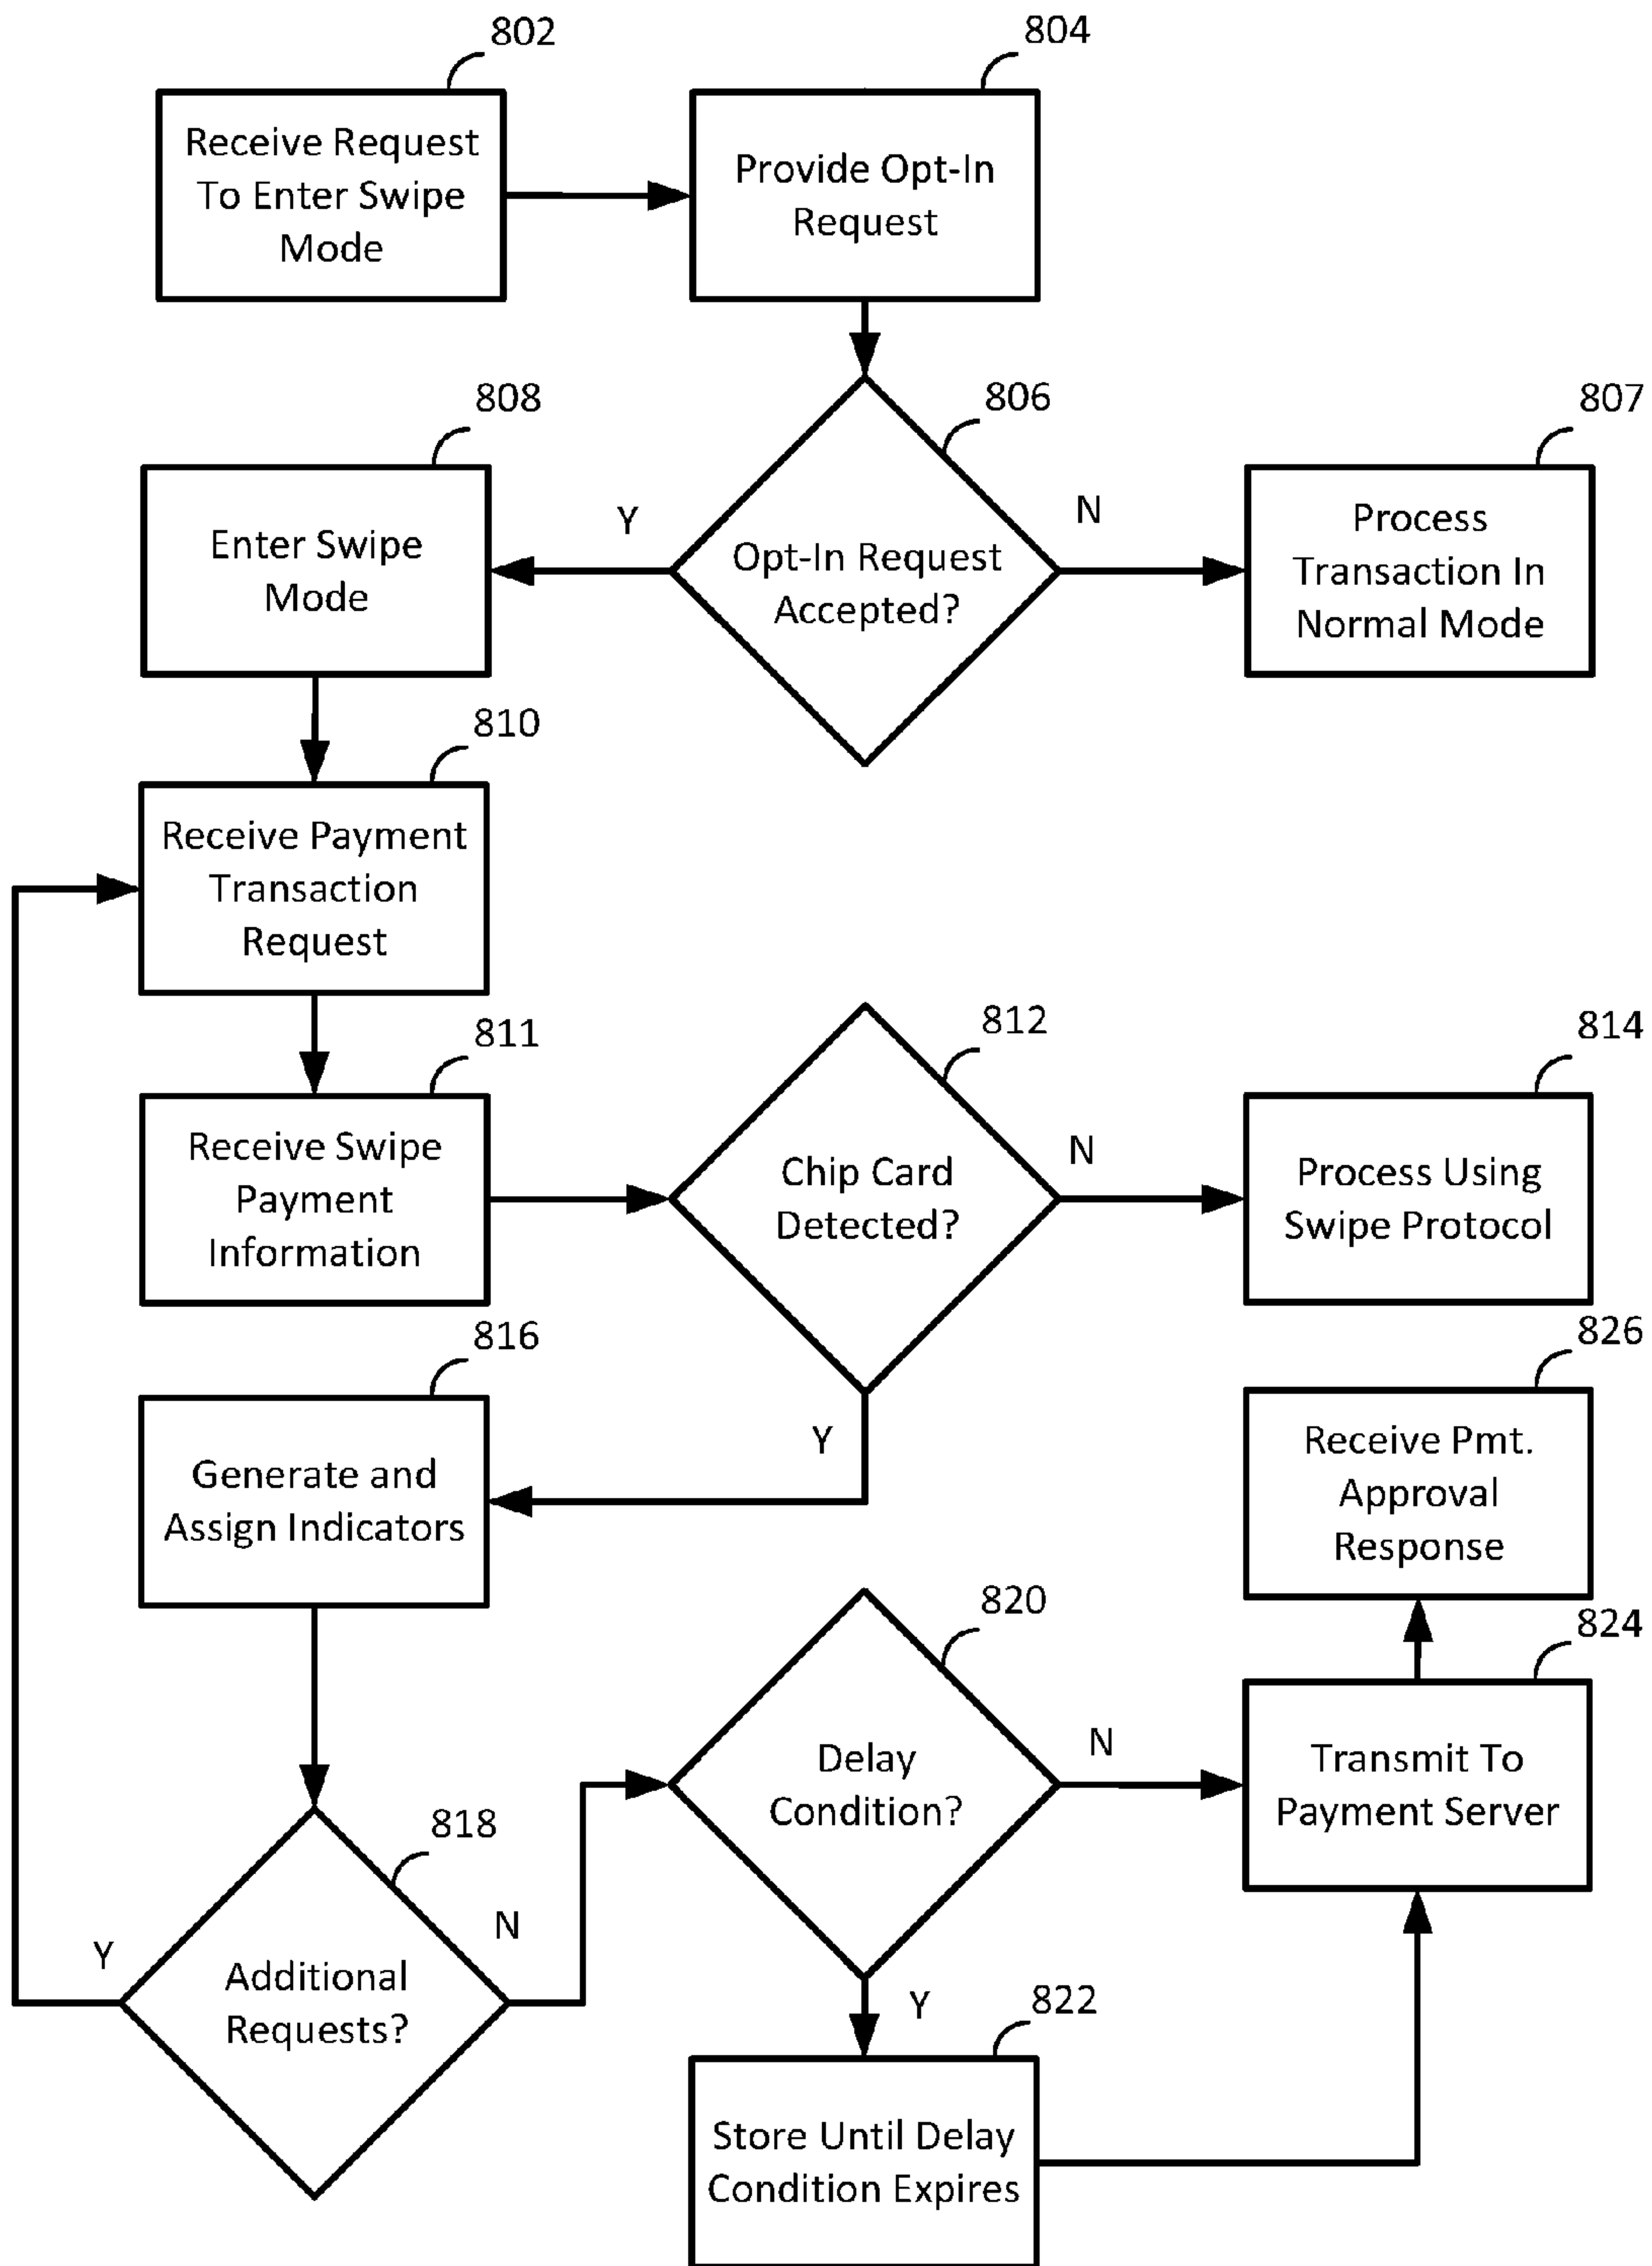 802
Receive Request
To Enter Swipe
Mode
804
Provide Opt-In
Request
806
Opt-In Request
Accepted?
Y
N
807
Process
Transaction In
Normal Mode
808
Enter Swipe
Mode
810
Receive Payment
Transaction
Request
811
Receive Swipe
Payment
Information
812
Chip Card
Detected?
N
Y
814
Process Using
Swipe Protocol
816
Generate and
Assign Indicators
818
Additional
Requests?
Y
N
820
Delay
Condition?
N
Y
822
Store Until Delay
Condition Expires
824
Transmit To
Payment Server
826
Receive Pmt.
Approval
Response